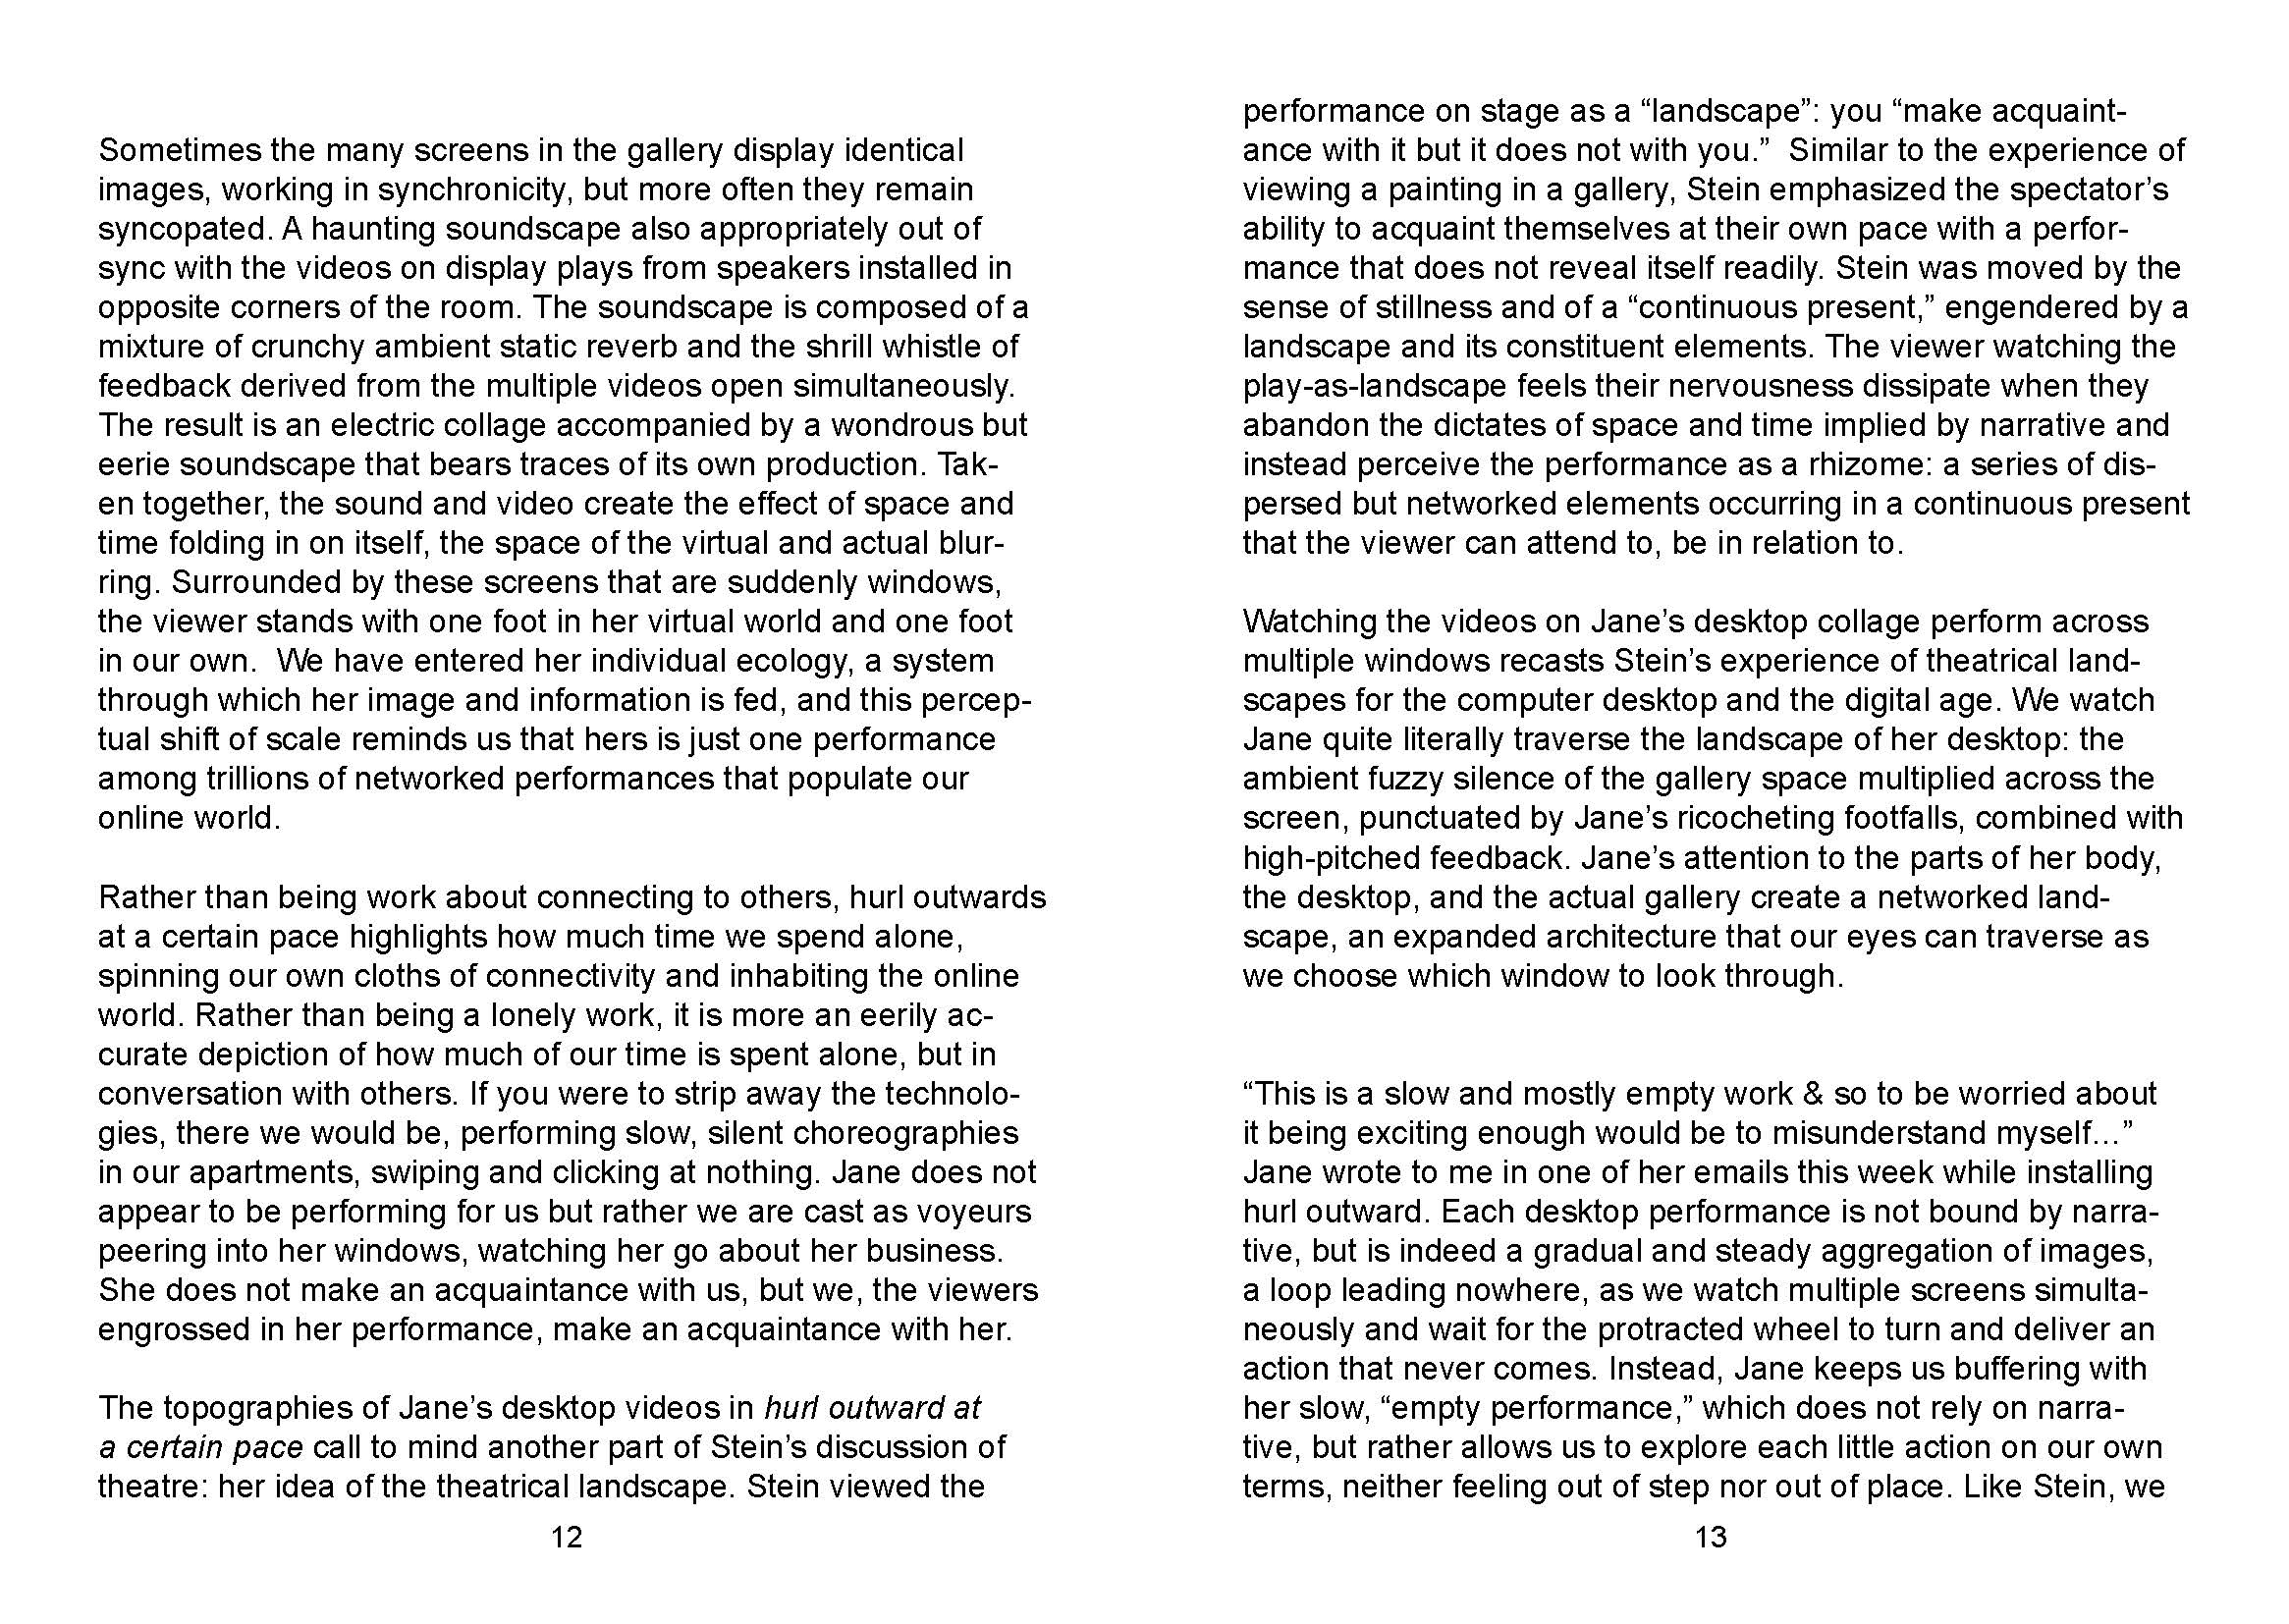 Sometimes the many screens in the gallery display identical
images, working in synchronicity, but more often they remain
syncopated. A haunting soundscape also appropriately out of
sync with the videos on display plays from speakers installed in
opposite corners of the room. The soundscape is composed of a
mixture of crunchy ambient static reverb and the shrill whistle of
feedback derived from the multiple videos open simultaneously.
The result is an electric collage accompanied by a wondrous but
eerie soundscape that bears traces of its own production. Tak-
en together, the sound and video create the effect of space and
time folding in on itself, the space of the virtual and actual blur-
ring. Surrounded by these screens that are suddenly windows,
the viewer stands with one foot in her virtual world and one foot
in our own.  We have entered her individual ecology, a system
through which her image and information is fed, and this percep-
tual shift of scale reminds us that hers is just one performance
among trillions of networked performances that populate our
online world.

Rather than being work about connecting to others, hurl outwards
at a certain pace highlights how much time we spend alone,
spinning our own cloths of connectivity and inhabiting the online
world. Rather than being a lonely work, it is more an eerily ac-
curate depiction of how much of our time is spent alone, but in
conversation with others. If you were to strip away the technolo-
gies, there we would be, performing slow, silent choreographies
in our apartments, swiping and clicking at nothing. Jane does not
appear to be performing for us but rather we are cast as voyeurs
peering into her windows, watching her go about her business.
She does not make an acquaintance with us, but we, the viewers
engrossed in her performance, make an acquaintance with her.

The topographies of Jane’s desktop videos in hurl outward at
a certain pace call to mind another part of Stein’s discussion of
theatre: her idea of the theatrical landscape. Stein viewed the
12

performance on stage as a “landscape”: you “make acquaint-
ance with it but it does not with you.”  Similar to the experience of
viewing a painting in a gallery, Stein emphasized the spectator’s
ability to acquaint themselves at their own pace with a perfor-
mance that does not reveal itself readily. Stein was moved by the
sense of stillness and of a “continuous present,” engendered by a
landscape and its constituent elements. The viewer watching the
play-as-landscape feels their nervousness dissipate when they
abandon the dictates of space and time implied by narrative and
instead perceive the performance as a rhizome: a series of dis-
persed but networked elements occurring in a continuous present
that the viewer can attend to, be in relation to.

Watching the videos on Jane’s desktop collage perform across
multiple windows recasts Stein’s experience of theatrical land-
scapes for the computer desktop and the digital age. We watch
Jane quite literally traverse the landscape of her desktop: the
ambient fuzzy silence of the gallery space multiplied across the
screen, punctuated by Jane’s ricocheting footfalls, combined with
high-pitched feedback. Jane’s attention to the parts of her body,
the desktop, and the actual gallery create a networked land-
scape, an expanded architecture that our eyes can traverse as
we choose which window to look through.

“This is a slow and mostly empty work & so to be worried about
it being exciting enough would be to misunderstand myself...”
Jane wrote to me in one of her emails this week while installing
hurl outward. Each desktop performance is not bound by narra-
tive, but is indeed a gradual and steady aggregation of images,
a loop leading nowhere, as we watch multiple screens simulta-
neously and wait for the protracted wheel to turn and deliver an
action that never comes. Instead, Jane keeps us buffering with
her slow, “empty performance,” which does not rely on narra-
tive, but rather allows us to explore each little action on our own
terms, neither feeling out of step nor out of place. Like Stein, we
13